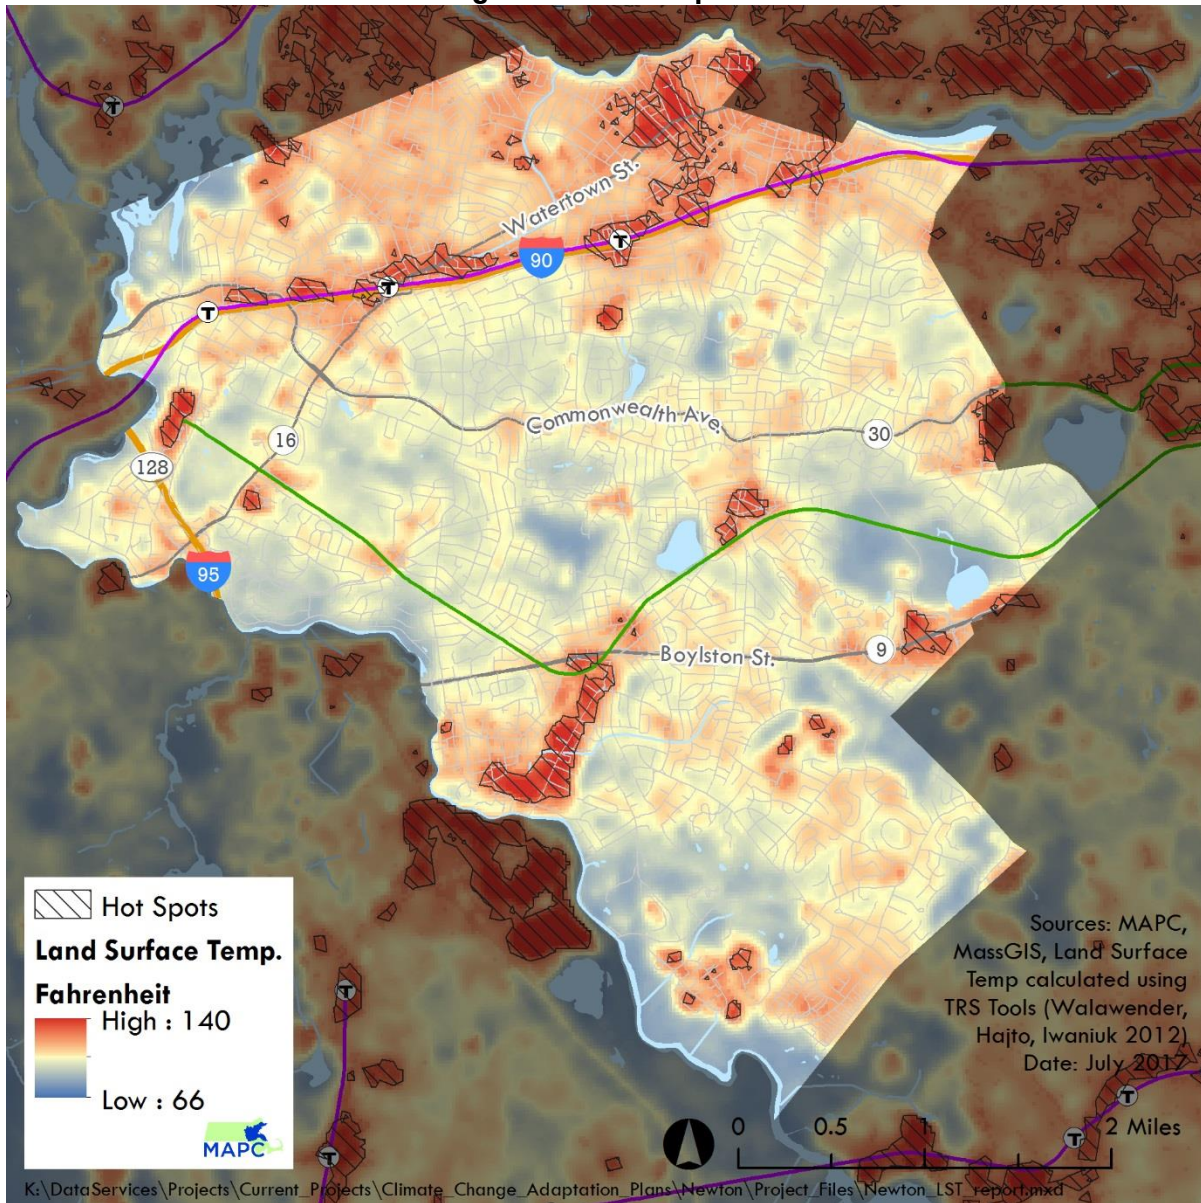 T
Watertown St.
90
T
T
T
Commonwealth Ave.
30
16
128
95
Boylston St.
9
Hot Spots
Land Surface Temp.
Fahrenheit
High : 140
Low : 66
MAPC
Sources: MAPC,
MassGIS, Land Surface
Temp calculated using
TRS Tools (Walawender,
Hajto, Iwaniuk 2012)
Date: July 2017
T
T
T
T
0 0.5 1 2 Miles
K:\DataServices\Projects\Current_Projects\Climate_Change_Adaptation_Plans\Newton\Project_Files\Newton_LST_report.mxd